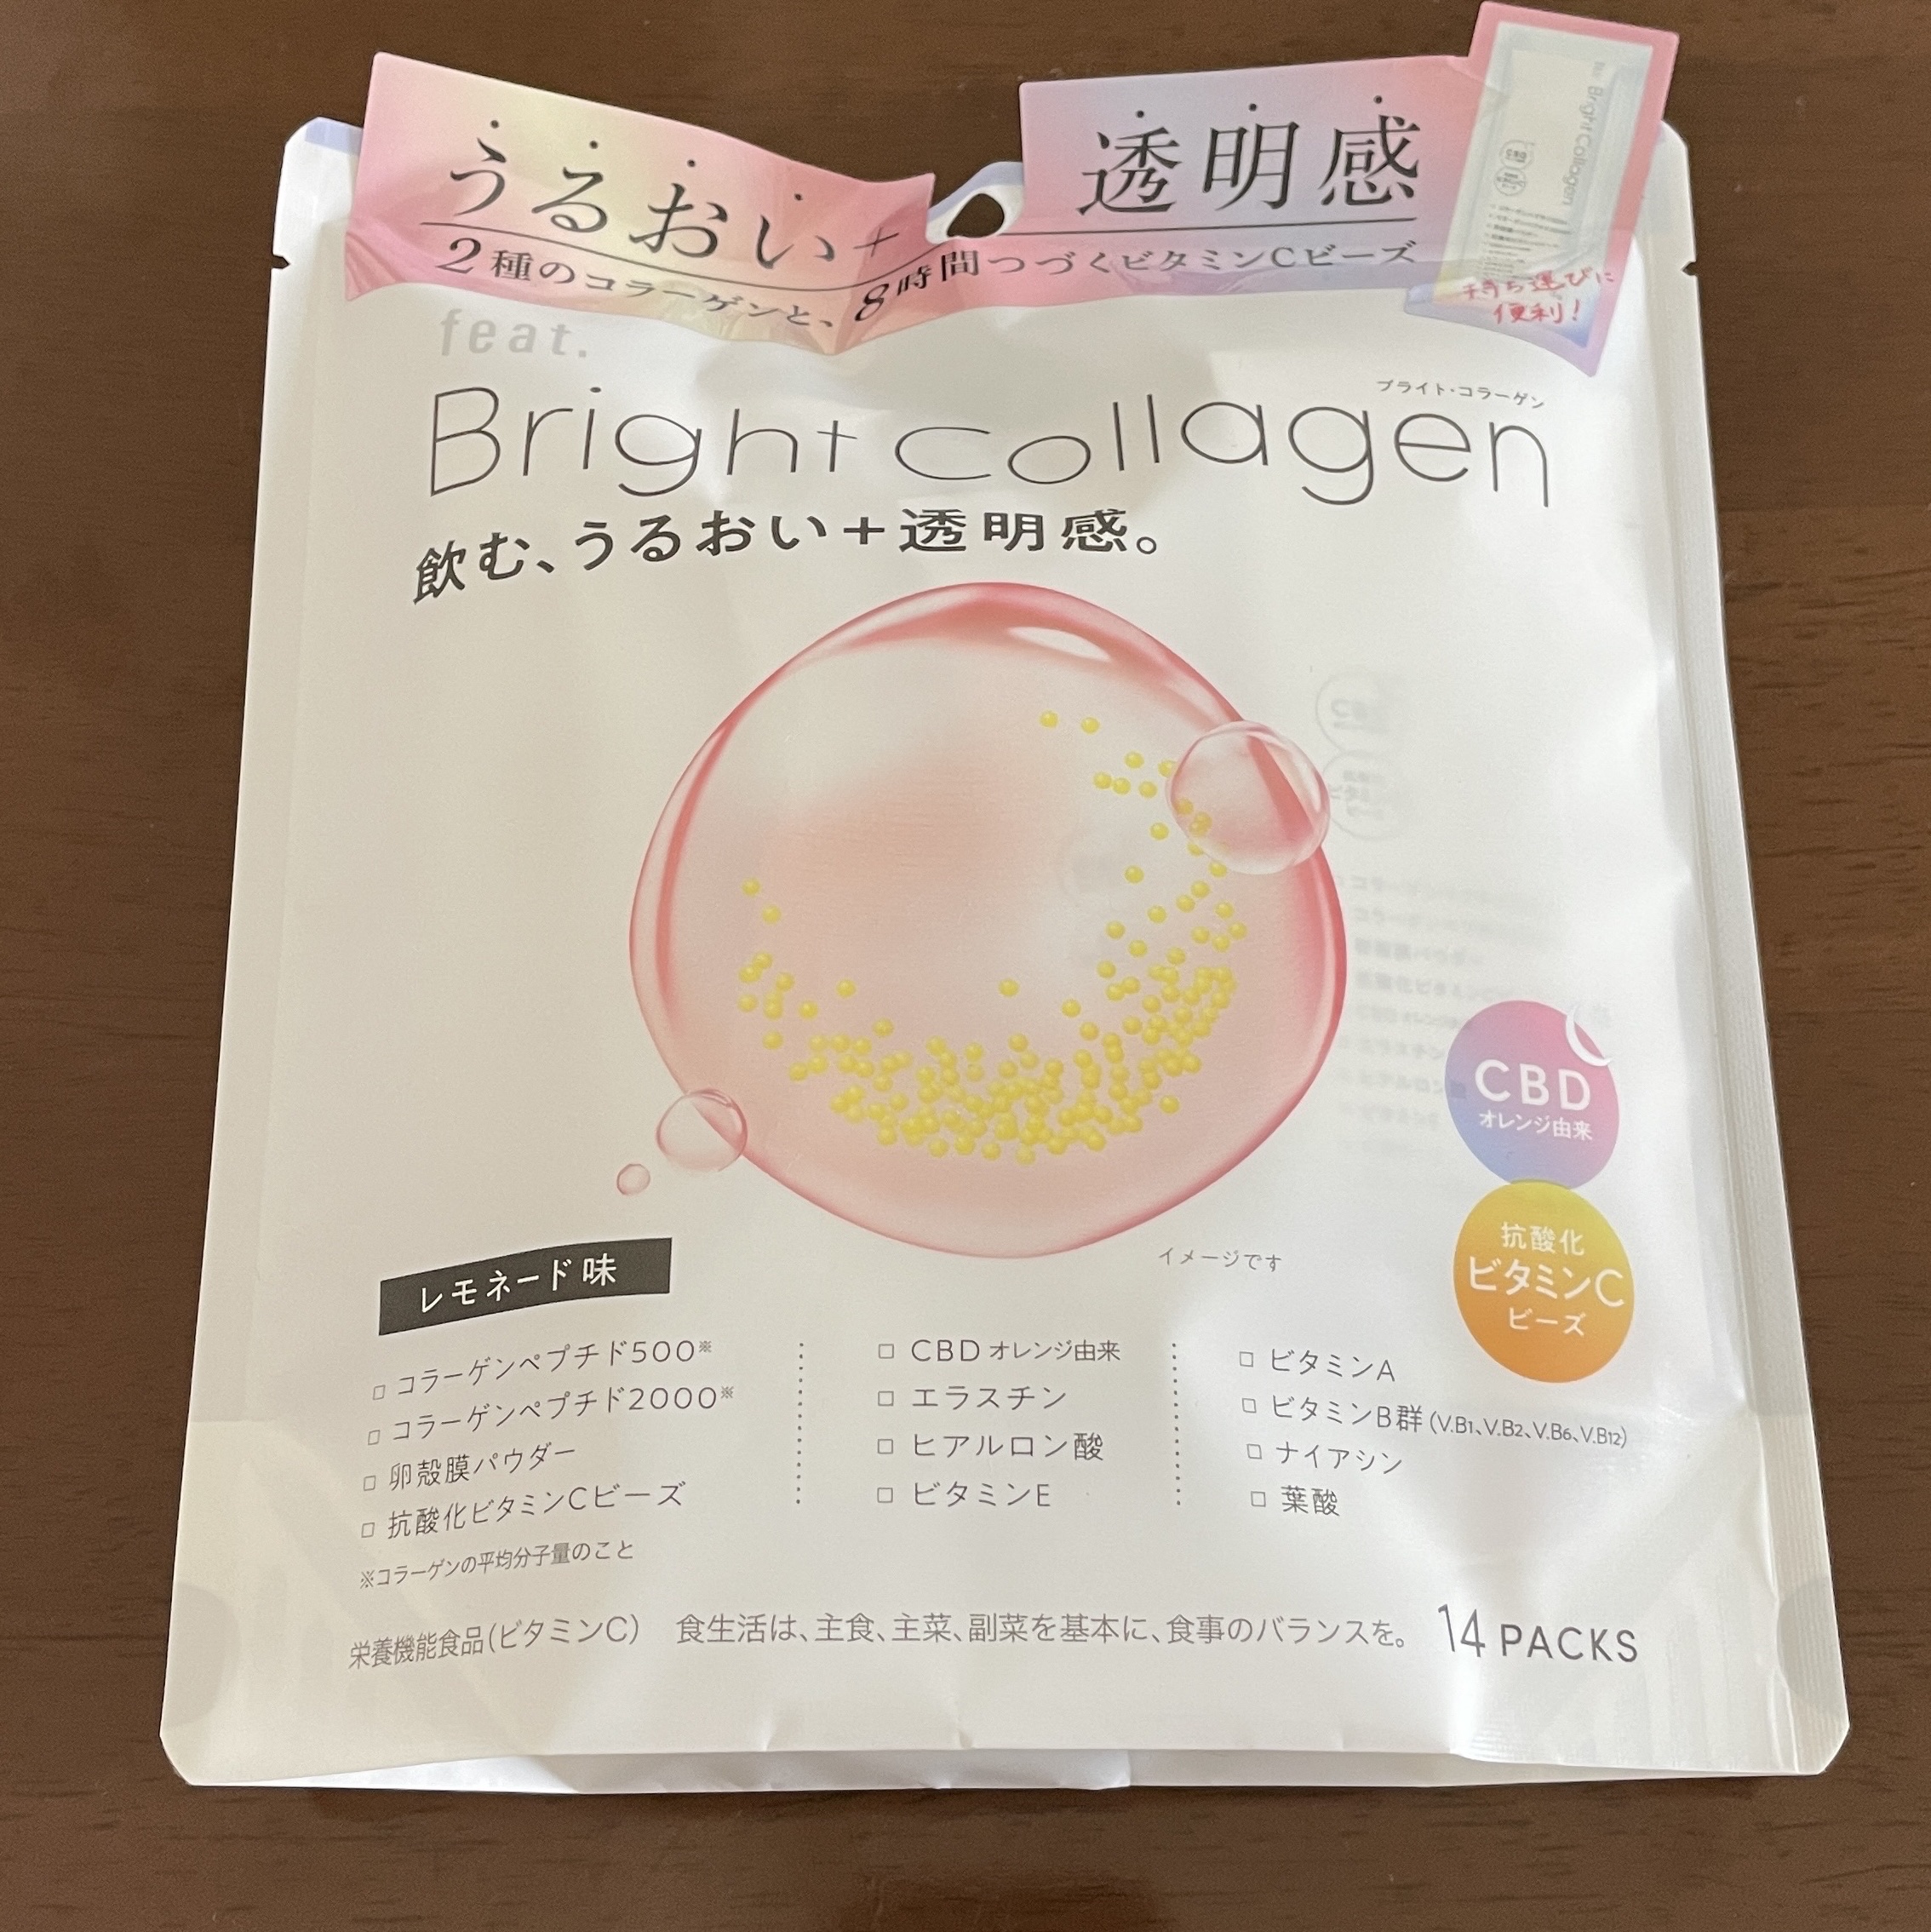 うるおい+
透明感
2種のコラーゲンと、8時間つづくビタミンCビーズ
Bright Collagen
持ち運びに
便利!
feat.
ブライト・コラーゲン
Bright collagen
飲む、うるおい+透明感。
CBD
オレンジ由来
抗酸化
ビタミンC
ビーズ
イメージです
レモネード味
□ コラーゲンペプチド500※
□ コラーゲンペプチド2000※
□ 卵殻膜パウダー
□ 抗酸化ビタミンCビーズ
※コラーゲンの平均分子量のこと
□ CBD オレンジ由来
□ エラスチン
□ ヒアルロン酸
□ ビタミンE
□ ビタミンA
□ ビタミンB群(V.B1、V.B2、V.B6、V.B12)
□ ナイアシン
□ 葉酸
栄養機能食品(ビタミンC) 食生活は、主食、主菜、副菜を基本に、食事のバランスを。
14 PACKS